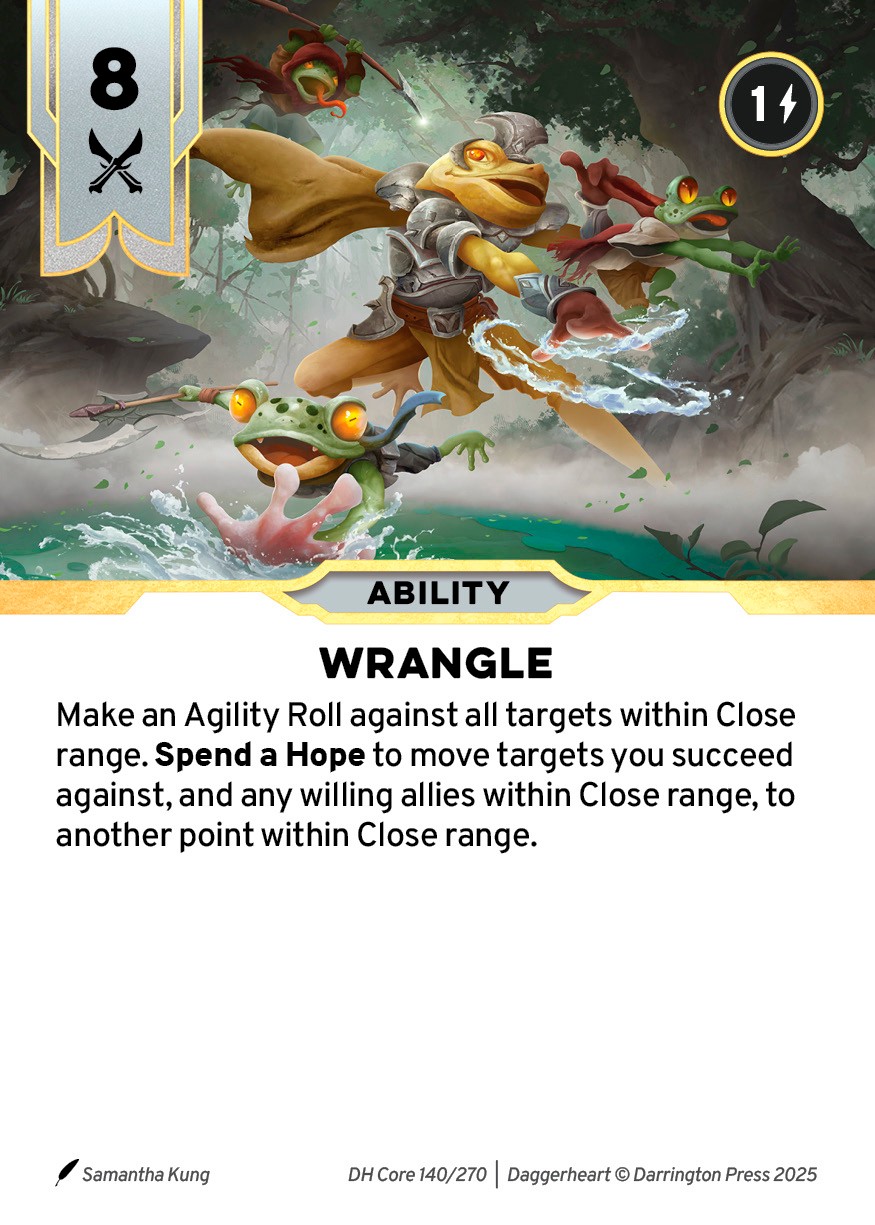 8
1
ABILITY
WRANGLE
Make an Agility Roll against all targets within Close
range. Spend a Hope to move targets you succeed
against, and any willing allies within Close range, to
another point within Close range.
Samantha Kung
DH Core 140/270 | Daggerheart © Darrington Press 2025